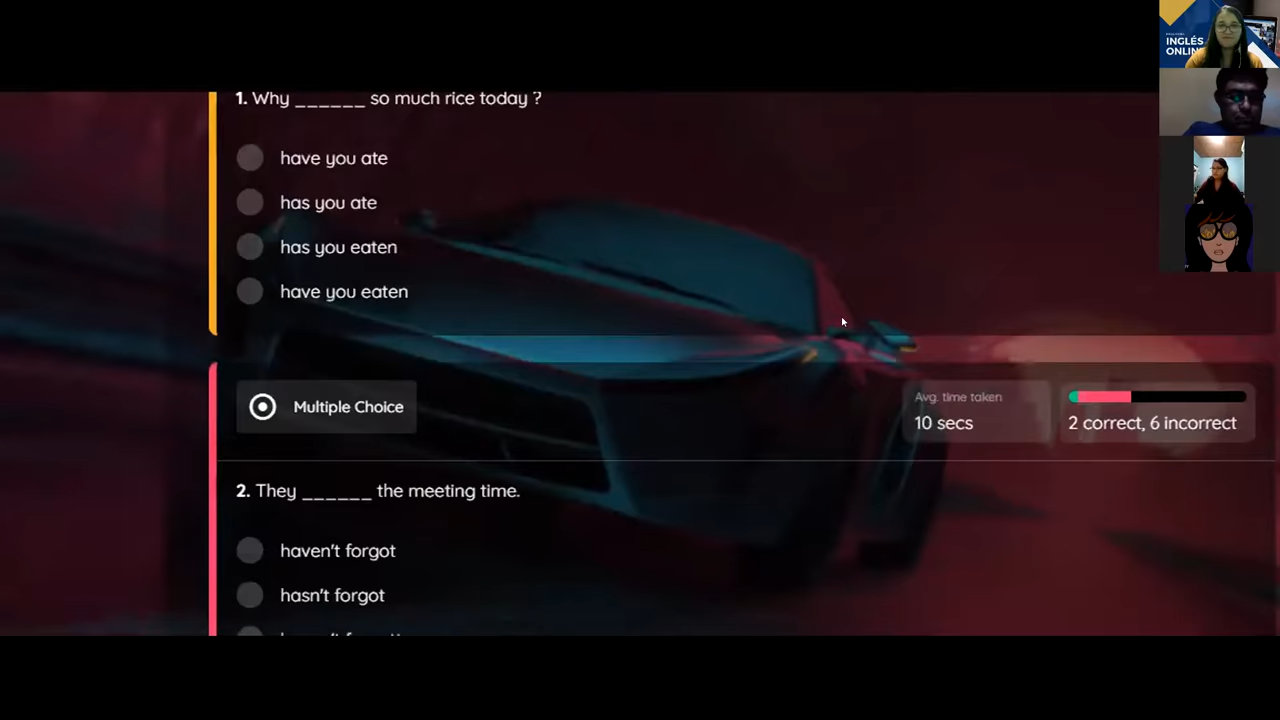 1. Why ______ so much rice today ?
have you ate
has you ate
has you eaten
have you eaten
Multiple Choice
Avg. time taken
10 secs
2 correct, 6 incorrect
2. They ______ the meeting time.
haven't forgot
hasn't forgot
INGLÉS